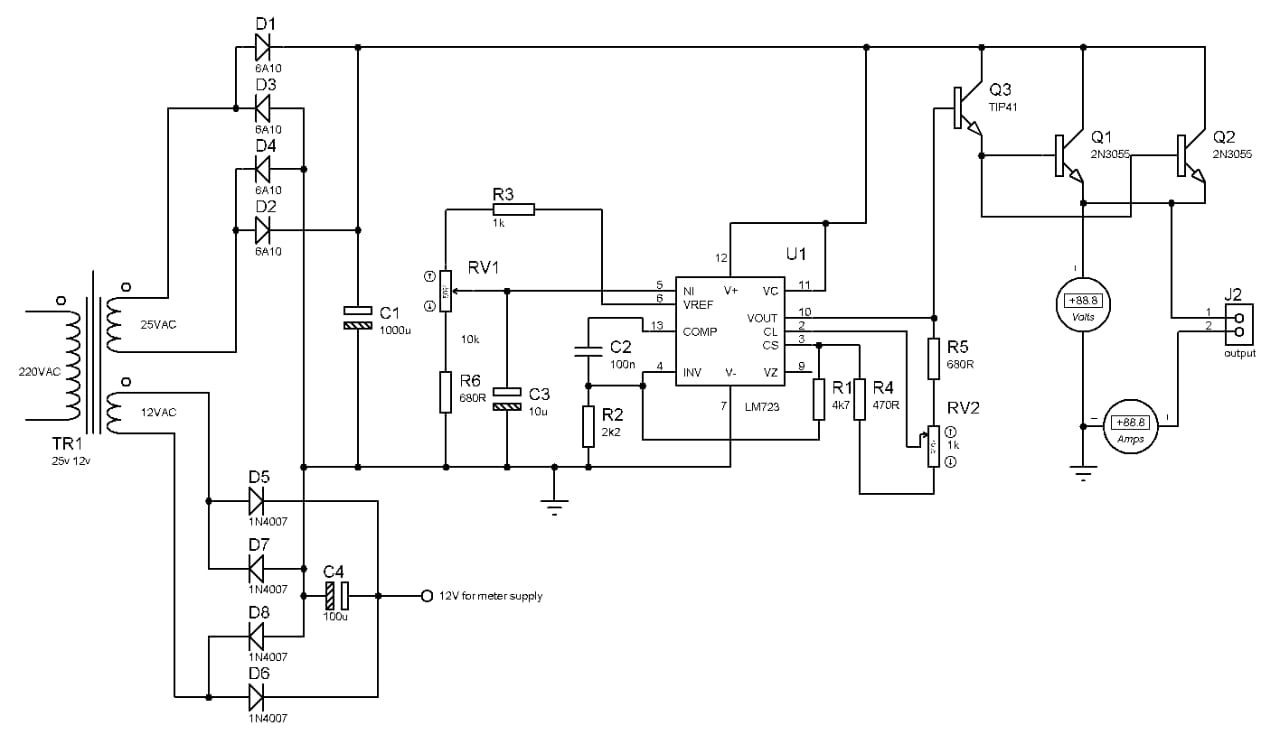 D1
6A10
D3
6A10
D4
6A10
D2
6A10
220VAC
25VAC
12VAC
TR1
25v 12v
C1
1000u
R3
1k
RV1
10k
R6
680R
C3
10u
C2
100n
R2
2k2
U1
LM723
12
V+
11
VC
5
NI
6
VREF
10
VOUT
13
COMP
2
CL
3
CS
4
INV
9
VZ
7
V-
R1
4k7
R4
470R
R5
680R
RV2
1k
Q3
TIP41
Q1
2N3055
Q2
2N3055
+88.8
Volts
+88.8
Amps
J2
1
2
output
D5
1N4007
D7
1N4007
D8
1N4007
D6
1N4007
C4
100u
12V for meter supply